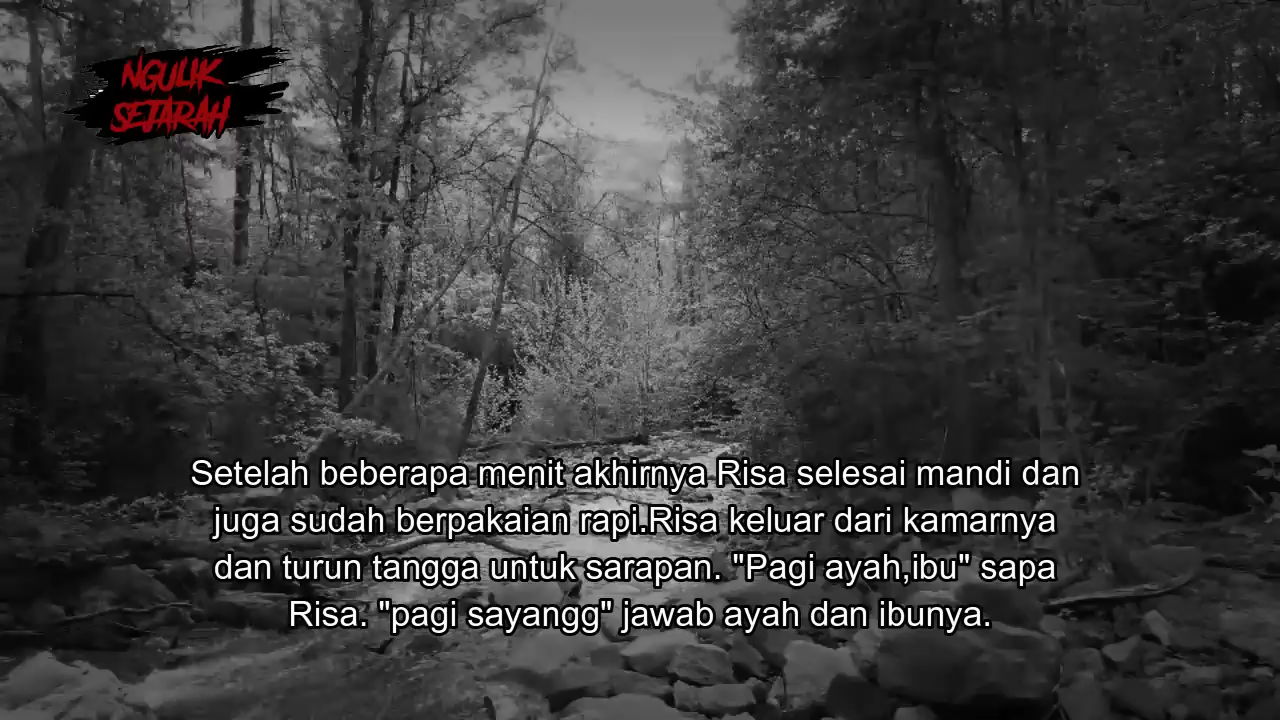 NGULIK
SEJARAH
Setelah beberapa menit akhirnya Risa selesai mandi dan
juga sudah berpakaian rapi.Risa keluar dari kamarnya
dan turun tangga untuk sarapan. "Pagi ayah,ibu" sapa
Risa. "pagi sayangg" jawab ayah dan ibunya.